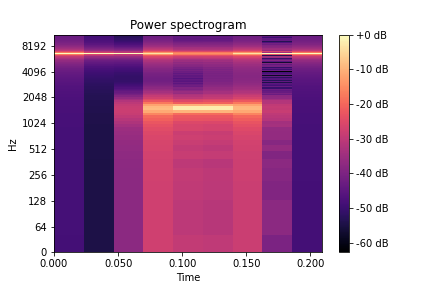 Power spectrogram
8192
4096
2048
1024
512
256
128
64
0
Hz
0.000 0.050 0.100 0.150 0.200
Time
+0 dB
-10 dB
-20 dB
-30 dB
-40 dB
-50 dB
-60 dB